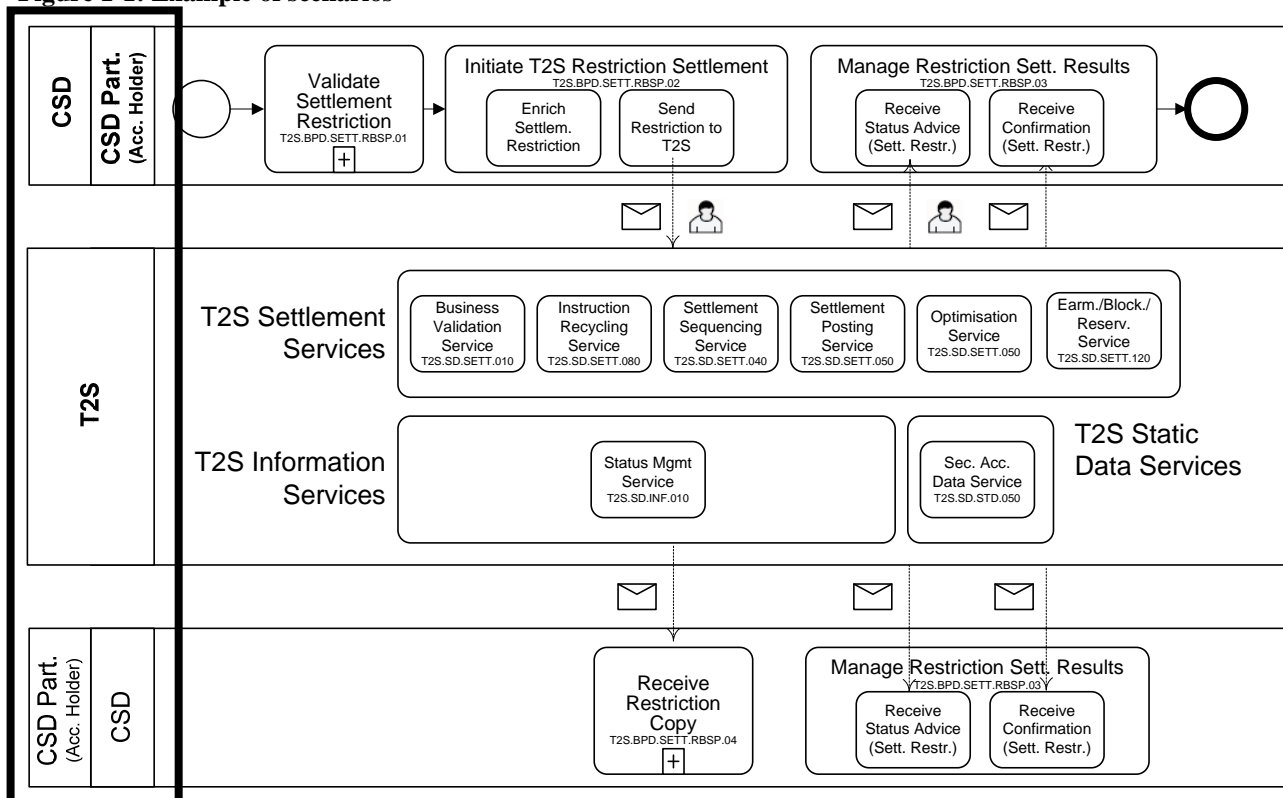 CSD
CSD Part.
(Acc. Holder)
Validate
Settlement
Restriction
T2S.BPD.SETT.RBSP.01
Initiate T2S Restriction Settlement
T2S.BPD.SETT.RBSP.02
Enrich
Settlem.
Restriction
Send
Restriction to
T2S
Manage Restriction Sett. Results
T2S.BPD.SETT.RBSP.03
Receive
Status Advice
(Sett. Restr.)
Receive
Confirmation
(Sett. Restr.)
T2S
T2S Settlement
Services
Business
Validation
Service
T2S.SD.SETT.010
Instruction
Recycling
Service
T2S.SD.SETT.080
Settlement
Sequencing
Service
T2S.SD.SETT.040
Settlement
Posting
Service
T2S.SD.SETT.050
Optimisation
Service
T2S.SD.SETT.050
Earm./Block./
Reserv.
Service
T2S.SD.SETT.120
T2S Information
Services
Status Mgmt
Service
T2S.SD.INF.010
Sec. Acc.
Data Service
T2S.SD.STD.050
T2S Static
Data Services
CSD Part.
(Acc. Holder)
CSD
Receive
Restriction
Copy
T2S.BPD.SETT.RBSP.04
Manage Restriction Sett. Results
T2S.BPD.SETT.RBSP.03
Receive
Status Advice
(Sett. Restr.)
Receive
Confirmation
(Sett. Restr.)